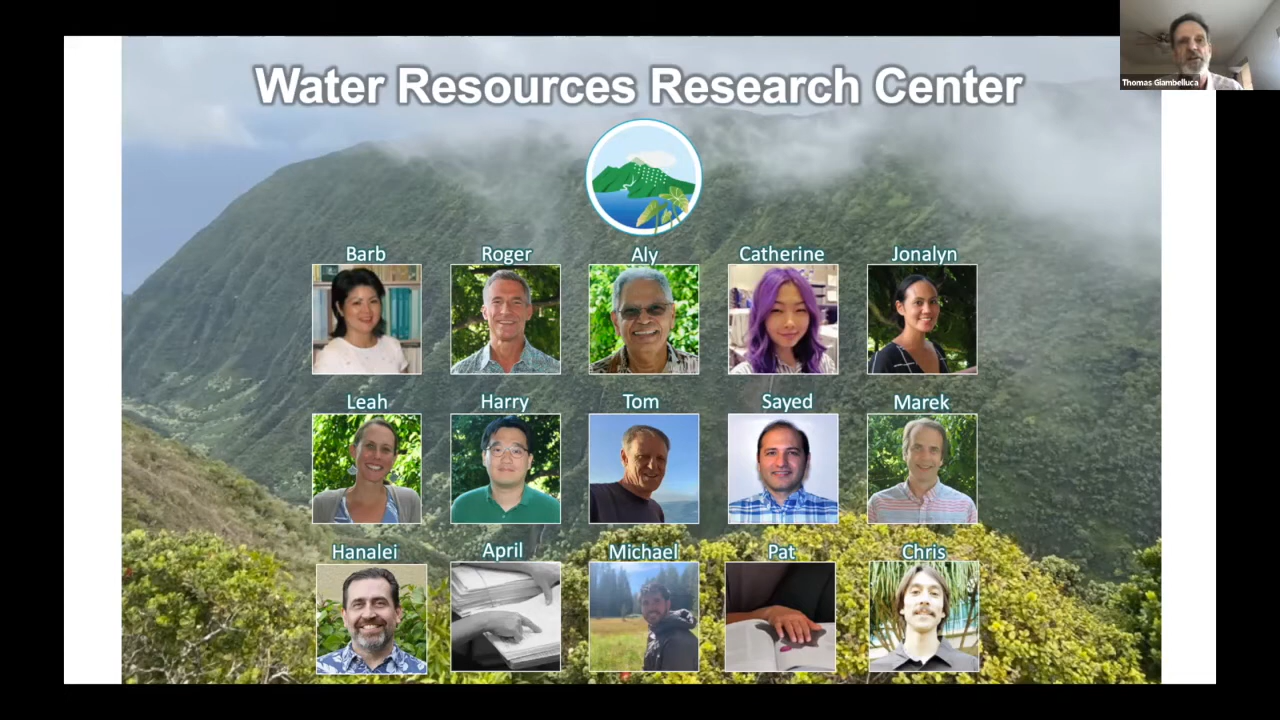 Thomas Giambelluca
Water Resources Research Center
Barb Roger Aly Catherine Jonalyn
Leah Harry Tom Sayed Marek
Hanalei April Michael Pat Chris